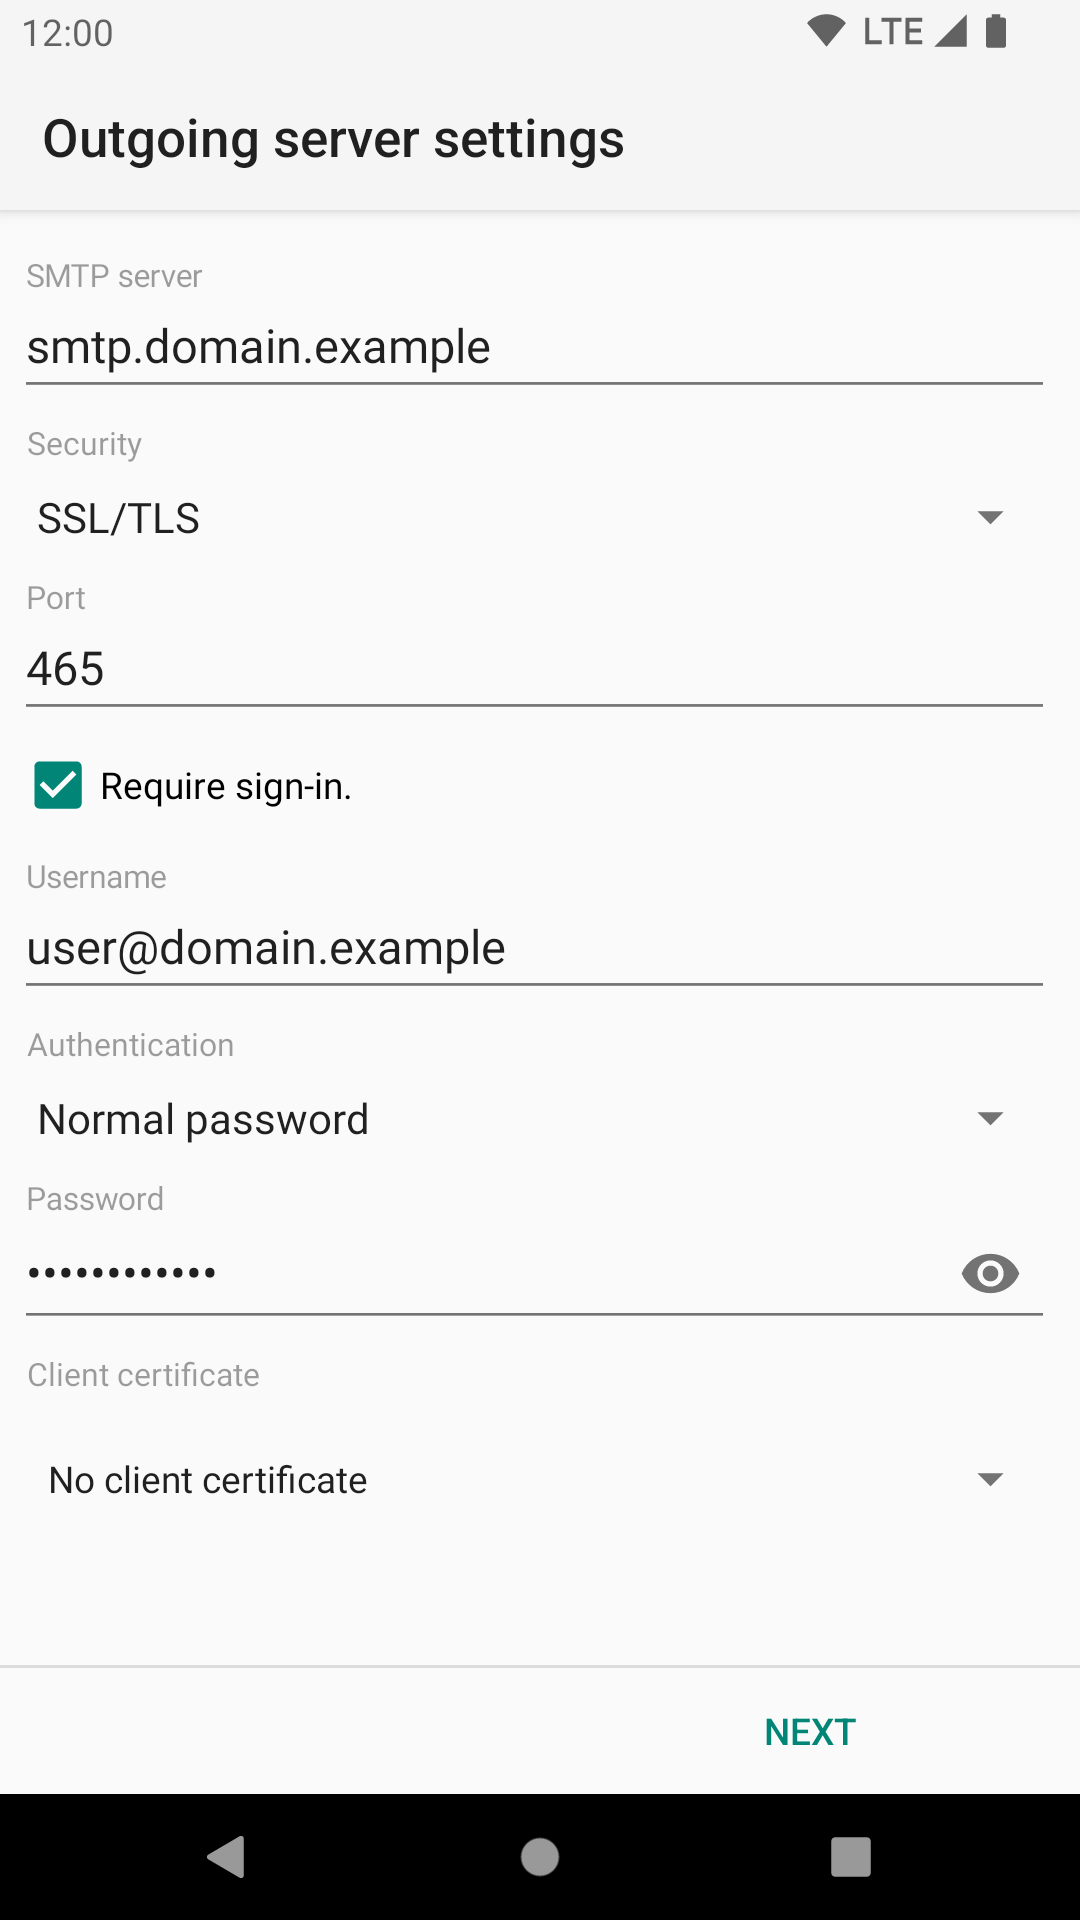 12:00 LTE
Outgoing server settings
SMTP server
smtp.domain.example
Security
SSL/TLS
Port
465
Require sign-in.
Username
user@domain.example
Authentication
Normal password
Password
••••••••••••
Client certificate
No client certificate
NEXT